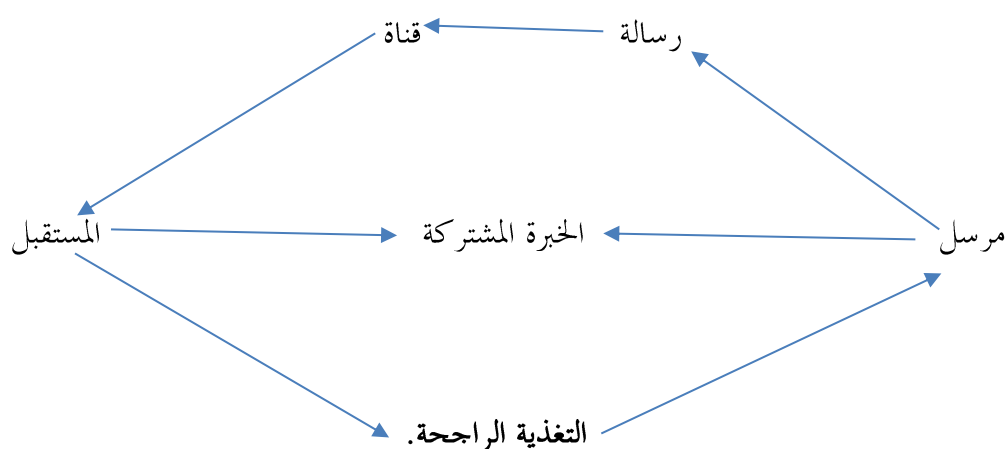 رسالة
قناة
مرسل
الخبرة المشتركة
المستقبل
التغذية الراجحة.